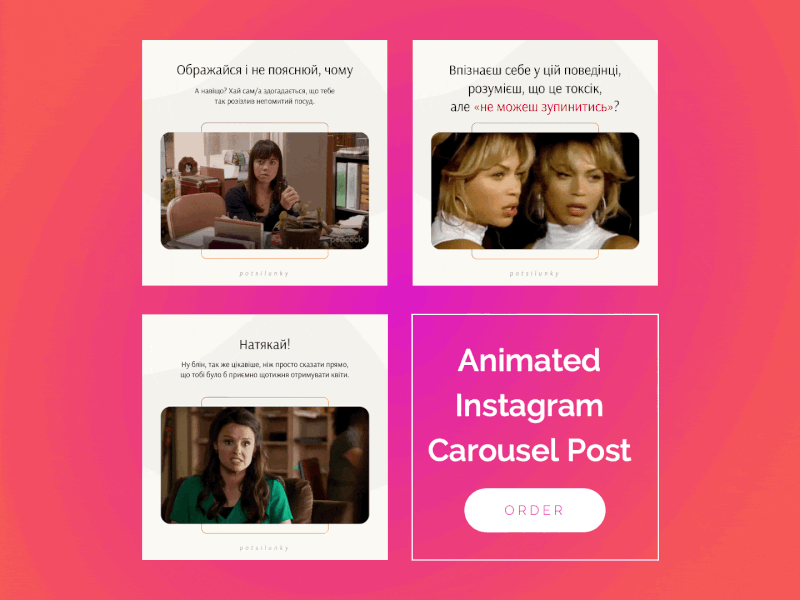 Ображайся і не пояснюй, чому
А навіщо? Хай сам/а здогадається, що тебе
так розізлив непомитий посуд.
peacock
potsilunky
Впізнаєш себе у цій поведінці,
розумієш, що це токсік,
але «не можеш зупинитись»?
potsilunky
Натякай!
Ну блін, так же цікавіше, ніж просто сказати прямо,
що тобі було б приємно щотижня отримувати квіти.
potsilunky
Animated
Instagram
Carousel Post
ORDER